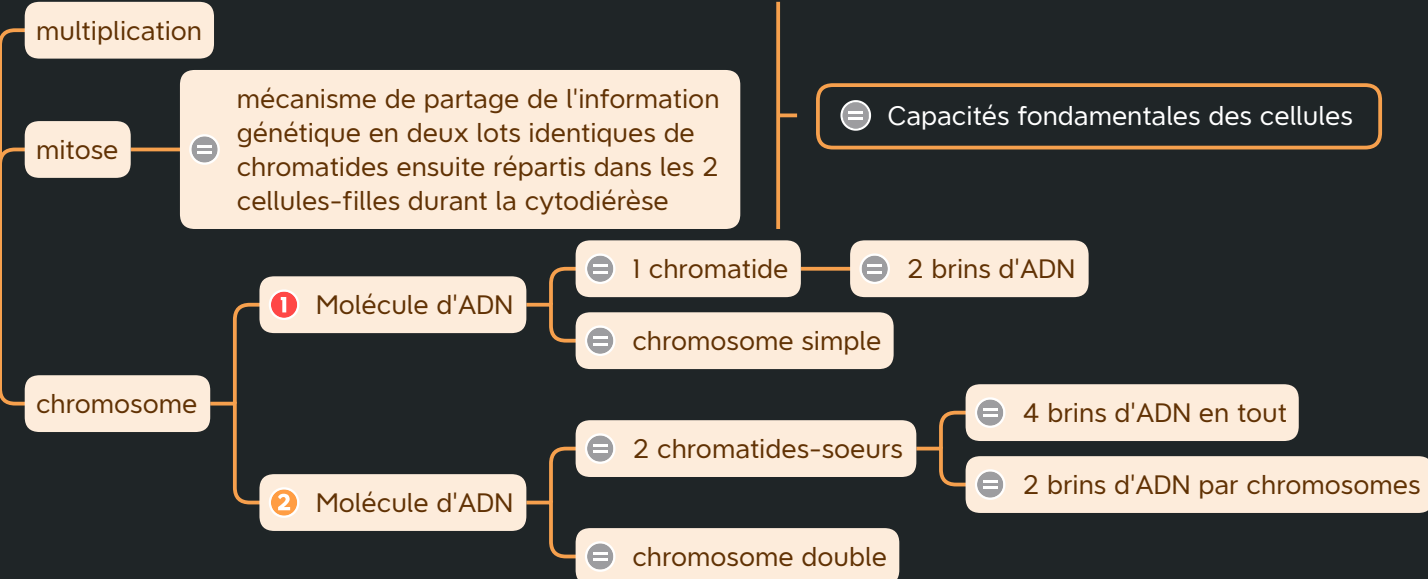 multiplication
mitose
mécanisme de partage de l'information
génétique en deux lots identiques de
chromatides ensuite répartis dans les 2
cellules-filles durant la cytodiérèse
Capacités fondamentales des cellules
chromosome
1 Molécule d'ADN
1 chromatide
2 brins d'ADN
chromosome simple
2 Molécule d'ADN
2 chromatides-soeurs
4 brins d'ADN en tout
2 brins d'ADN par chromosomes
chromosome double